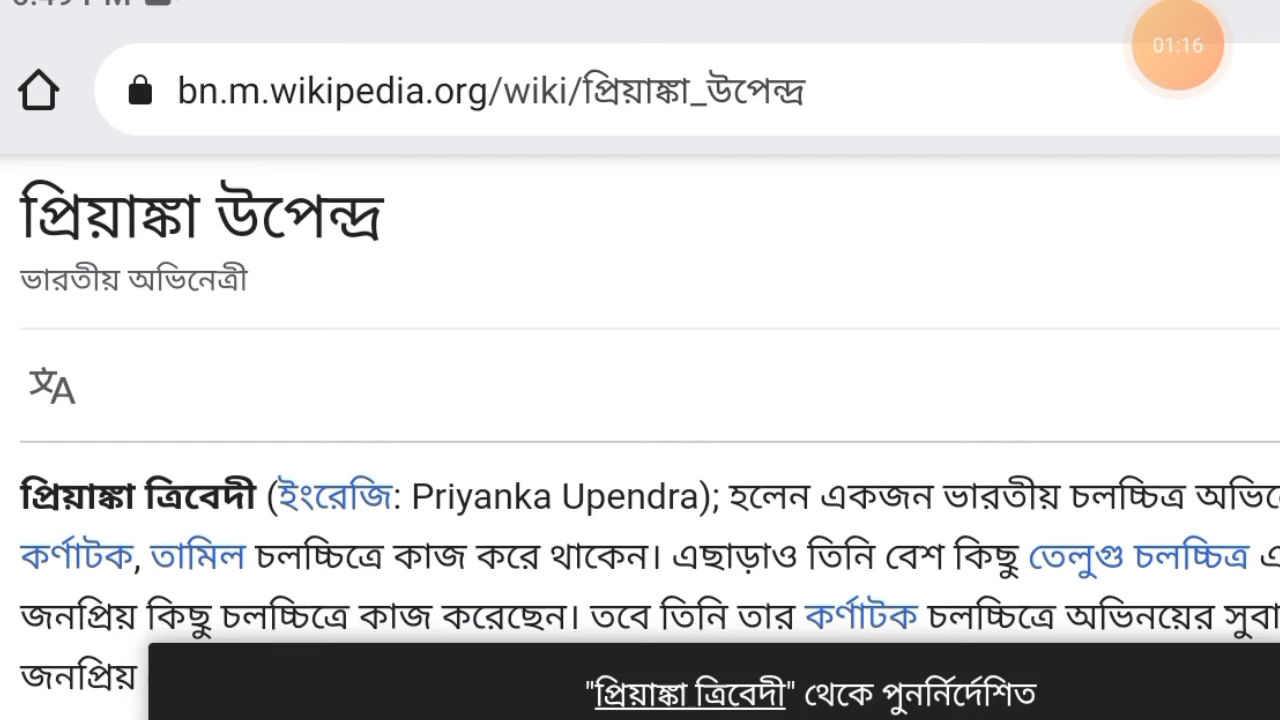 01:16
bn.m.wikipedia.org/wiki/প্রিয়াঙ্কা_উপেন্দ্র
প্রিয়াঙ্কা উপেন্দ্র
ভারতীয় অভিনেত্রী
প্রিয়াঙ্কা ত্রিবেদী (ইংরেজি: Priyanka Upendra); হলেন একজন ভারতীয় চলচ্চিত্র
কর্ণাটক, তামিল চলচ্চিত্রে কাজ করে থাকেন। এছাড়াও তিনি বেশ কিছু তেলুগু চলচ্চিত্র
জনপ্রিয় কিছু চলচ্চিত্রে কাজ করেছেন। তবে তিনি তার কর্ণাটক চলচ্চিত্রে অভিনয়ের
জনপ্রিয়
"প্রিয়াঙ্কা ত্রিবেদী" থেকে পুনর্নির্দেশিত